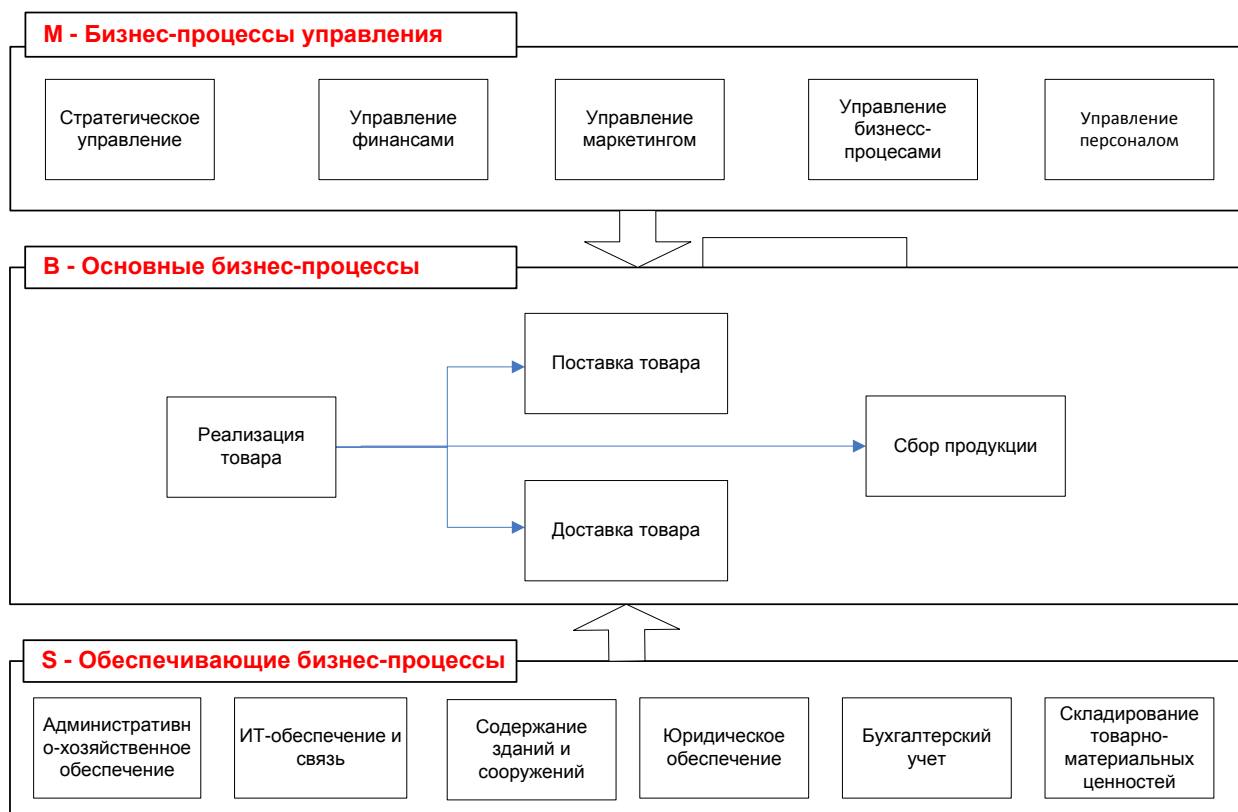 М - Бизнес-процессы управления
Стратегическое
управление
Управление
финансами
Управление
маркетингом
Управление
бизнесс-
процесами
Управление
персоналом
В - Основные бизнес-процессы
Реализация
товара
Поставка товара
Доставка товара
Сбор продукции
S - Обеспечивающие бизнес-процессы
Административн
о-хозяйственное
обеспечение
ИТ-обеспечение и
связь
Содержание
зданий и
сооружений
Юридическое
обеспечение
Бухгалтерский
учет
Складирование
товарно-
материальных
ценностей